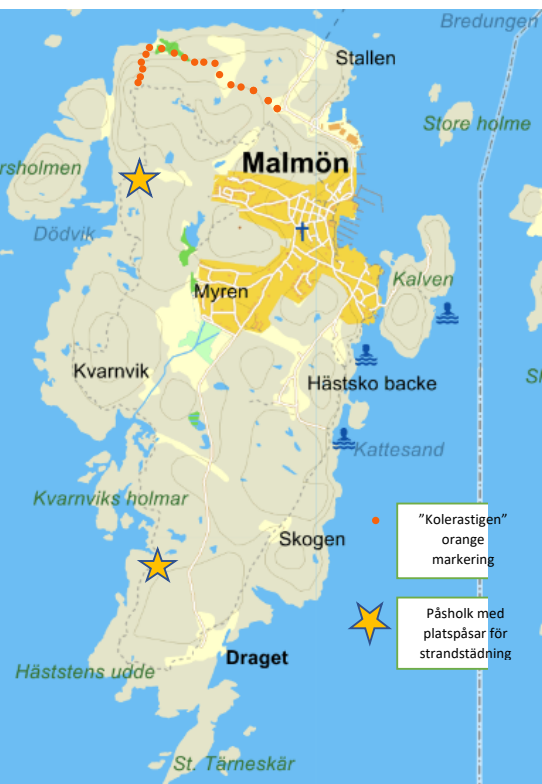 Bredungen
Stallen
Store holme
Malmön
rsholmen
Dödvik
Kalven
Myren
Kvarnvik
Hästsko backe
Kattesand
Kvarnviks holmar
Skogen
"Kolerastigen"
orange
markering
Påsholk med
platspåsar för
strandstädning
Draget
Häststens udde
St. Tärneskär